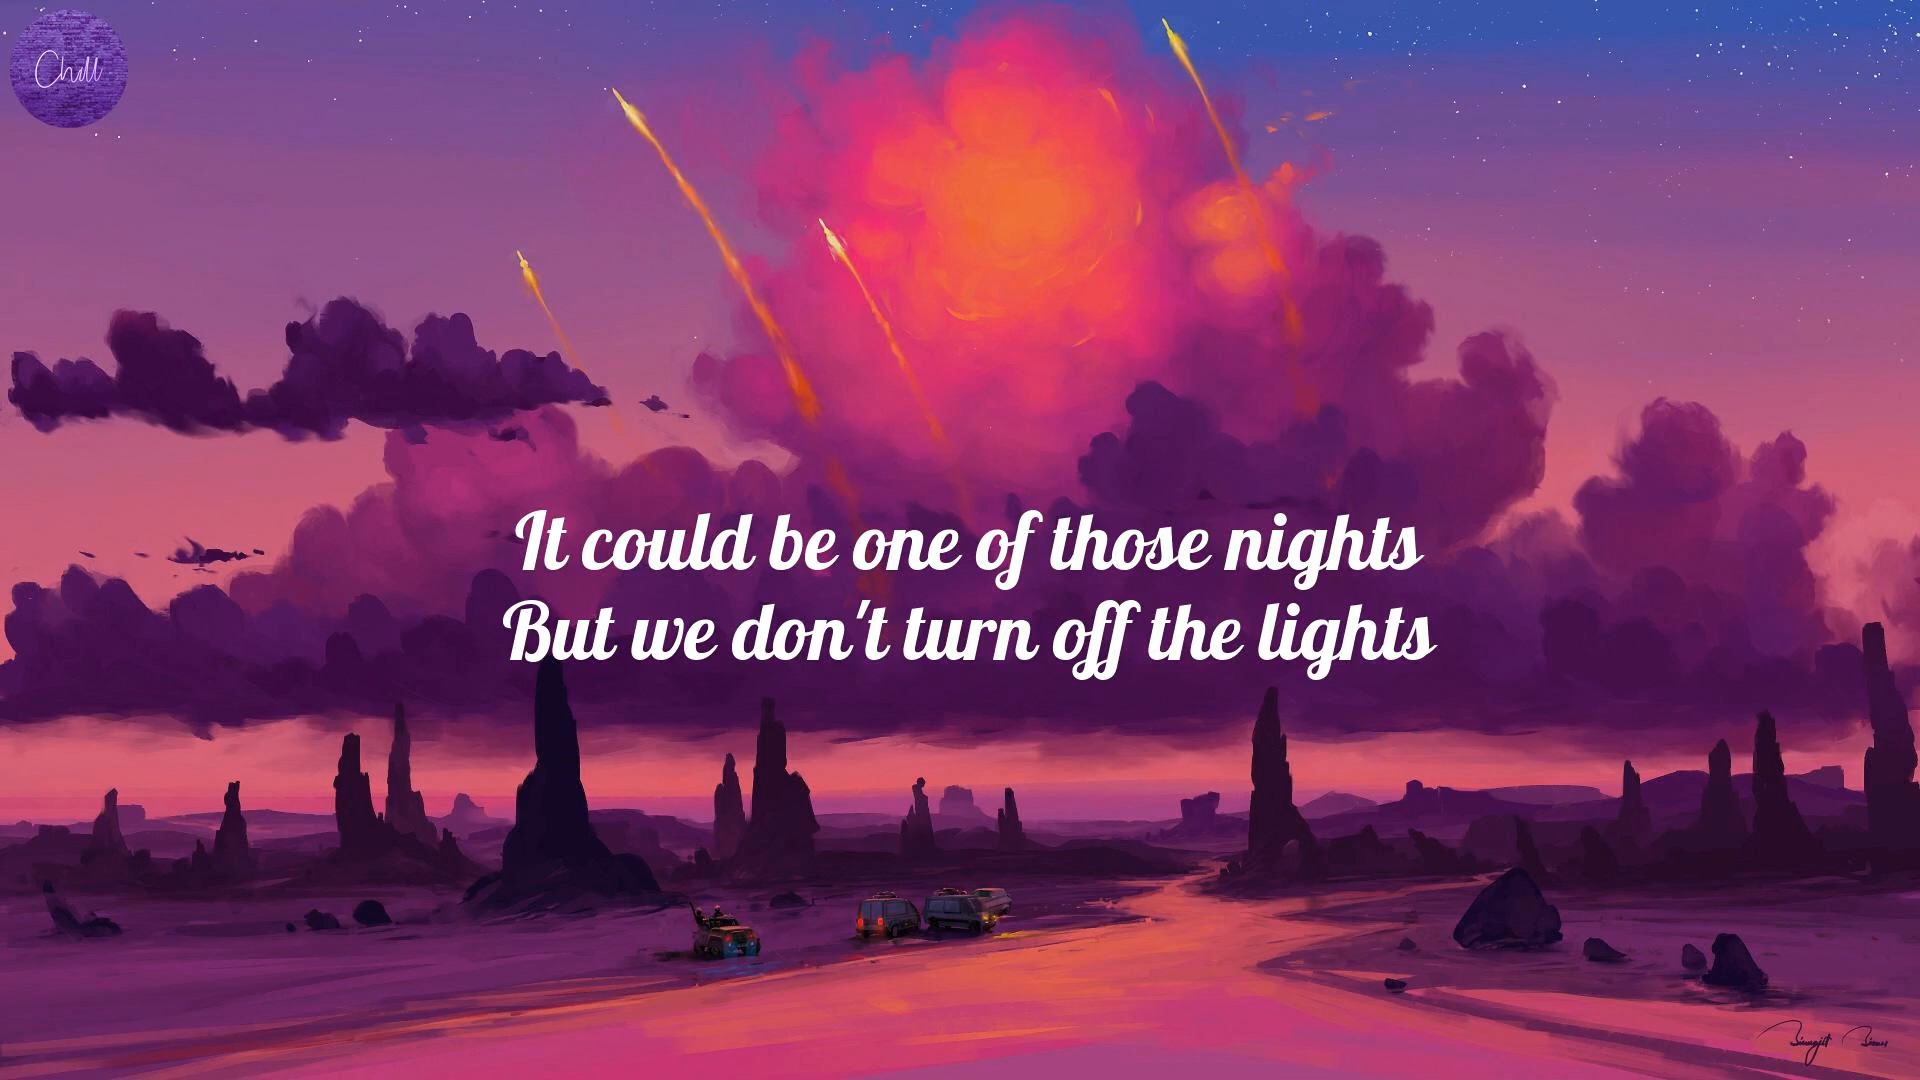 Chill
It could be one of those nights
But we don't turn off the lights